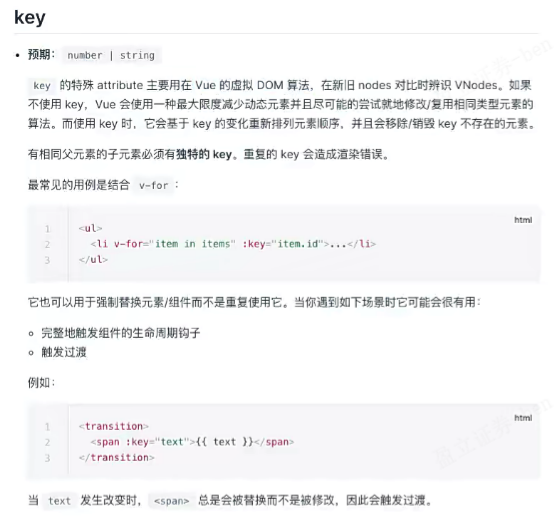 key
预期： number | string
key 的特殊 attribute 主要用在 Vue 的虚拟 DOM 算法，在新旧 nodes 对比时辨识 VNodes。如果
不使用 key，Vue 会使用一种最大限度减少动态元素并且尽可能的尝试就地修改/复用相同类型元素的
算法。而使用 key 时，它会基于 key 的变化重新排列元素顺序，并且会移除/销毁 key 不存在的元素。
有相同父元素的子元素必须有独特的 key。重复的 key 会造成渲染错误。
最常见的用例是结合 v-for ：
html
1 <ul>
2   <li v-for="item in items" :key="item.id">...</li>
3 </ul>
它也可以用于强制替换元素/组件而不是重复使用它。当你遇到如下场景时它可能会很有用：
完整地触发组件的生命周期钩子
触发过渡
例如：
html
1 <transition>
2   <span :key="text">{{ text }}</span>
3 </transition>
当 text 发生改变时， <span> 总是会被替换而不是被修改，因此会触发过渡。